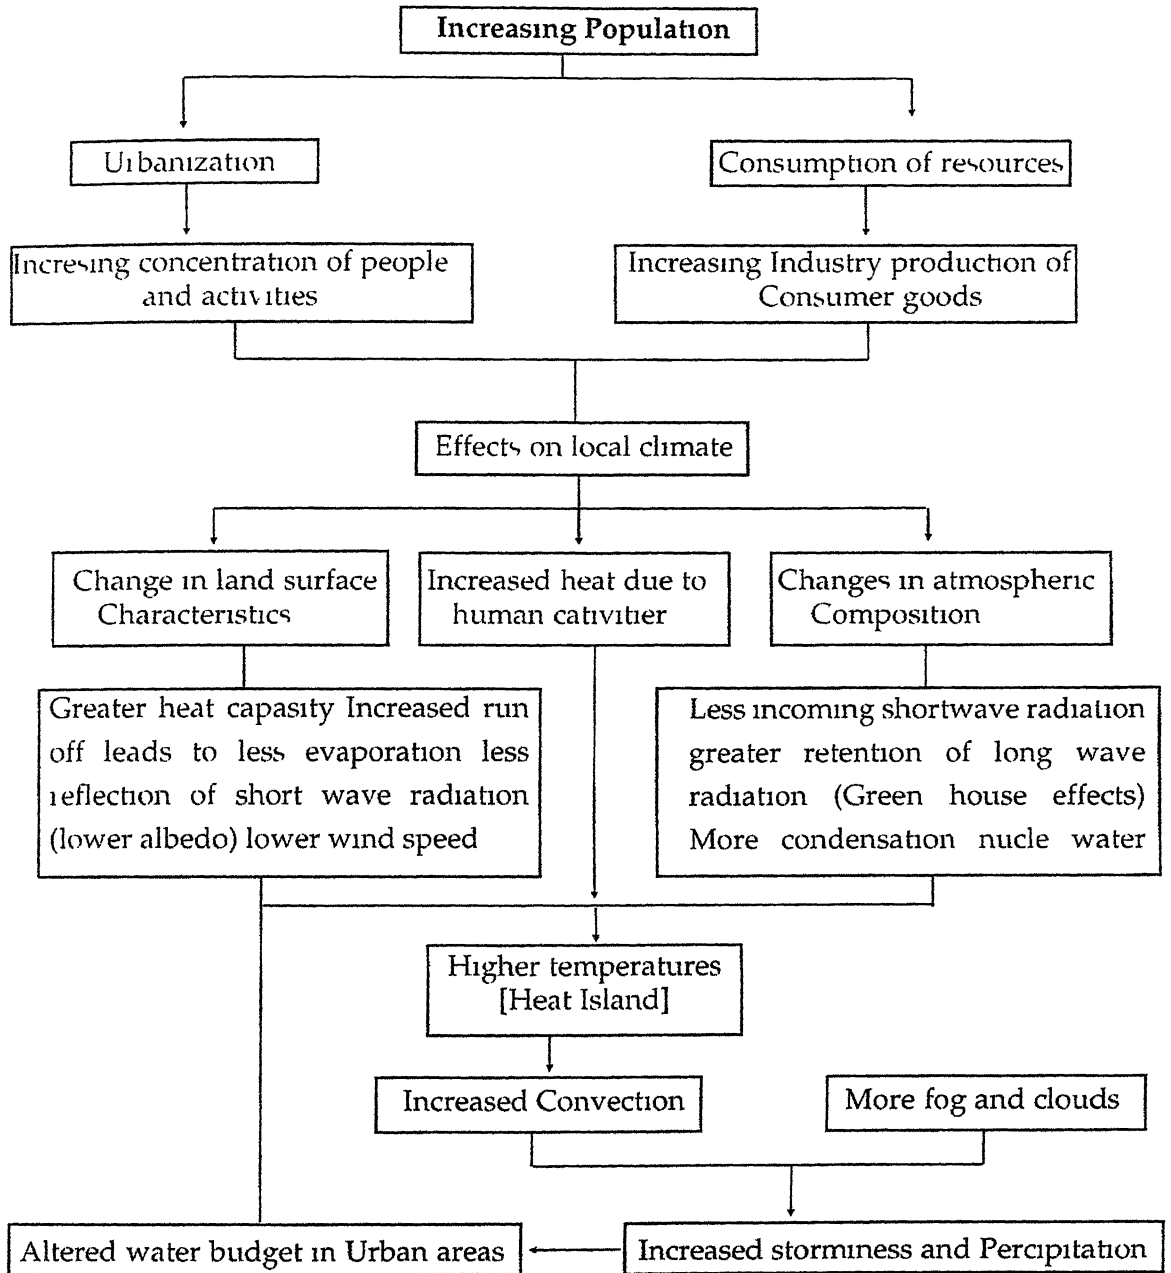 Increasing Population
Urbanization
Consumption of resources
Incresing concentration of people
and activities
Increasing Industry production of
Consumer goods
Effects on local climate
Change in land surface
Characteristics
Increased heat due to
human cativitier
Changes in atmospheric
Composition
Greater heat capasity Increased run
off leads to less evaporation less
reflection of short wave radiation
(lower albedo) lower wind speed
Less incoming shortwave radiation
greater retention of long wave
radiation (Green house effects)
More condensation nucle water
Higher temperatures
[Heat Island]
Increased Convection
More fog and clouds
Altered water budget in Urban areas
Increased storminess and Percipitation